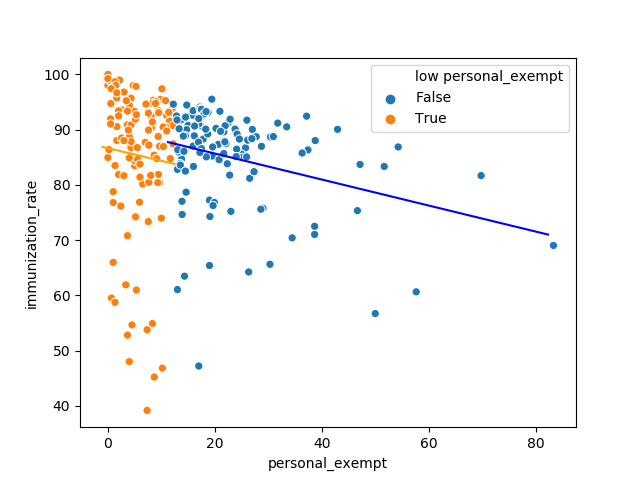 low personal_exempt
False
True
100
90
80
70
60
50
40
immunization_rate
0 20 40 60 80
personal_exempt